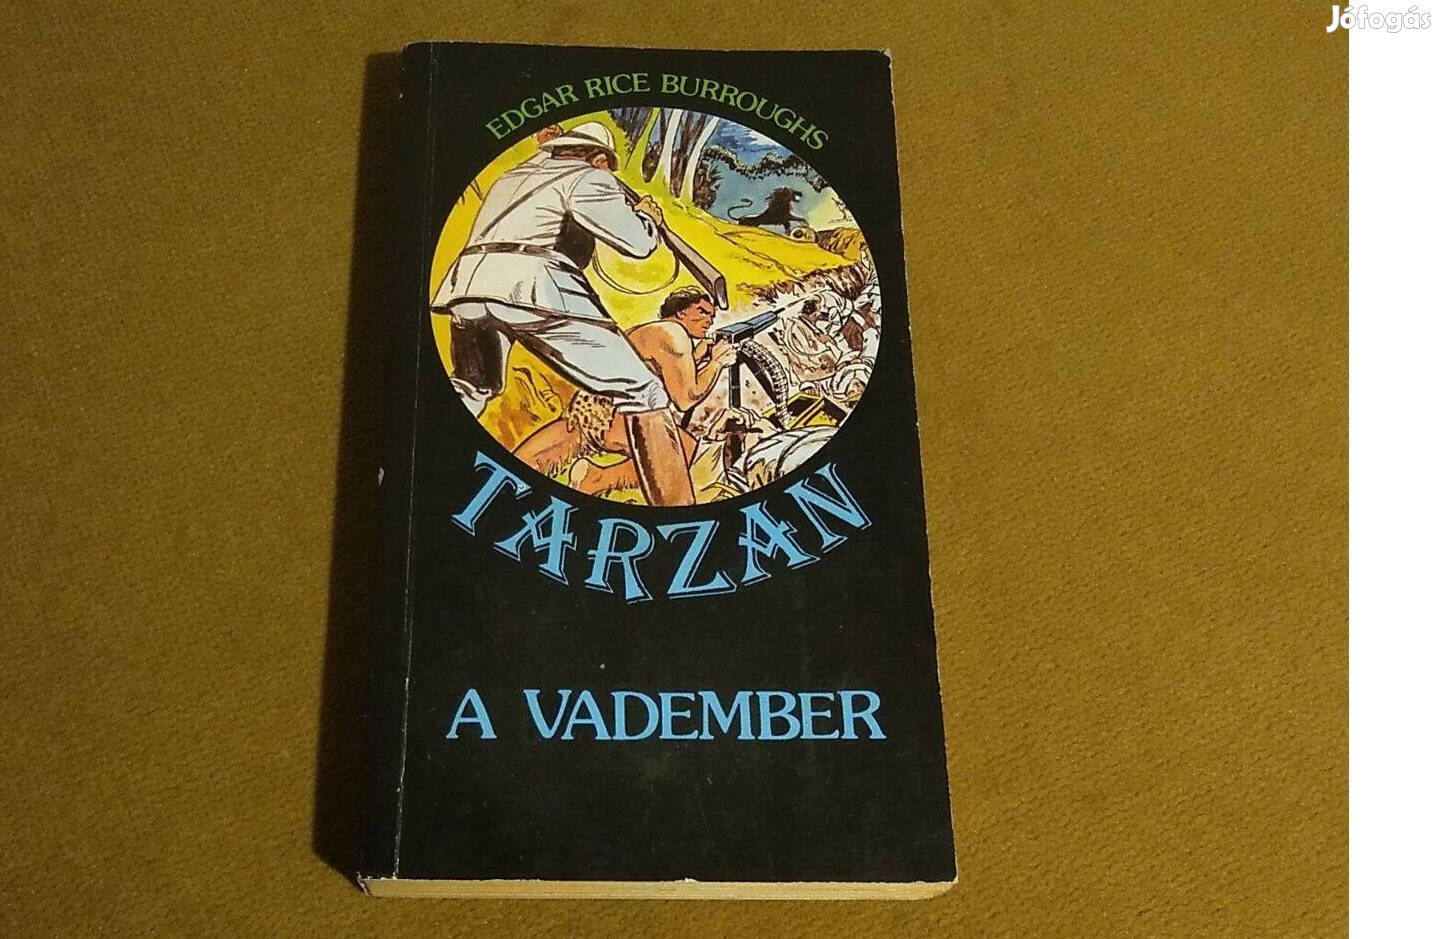 Jófogás
EDGAR RICE BURROUGHS
TARZAN
A VADEMBER